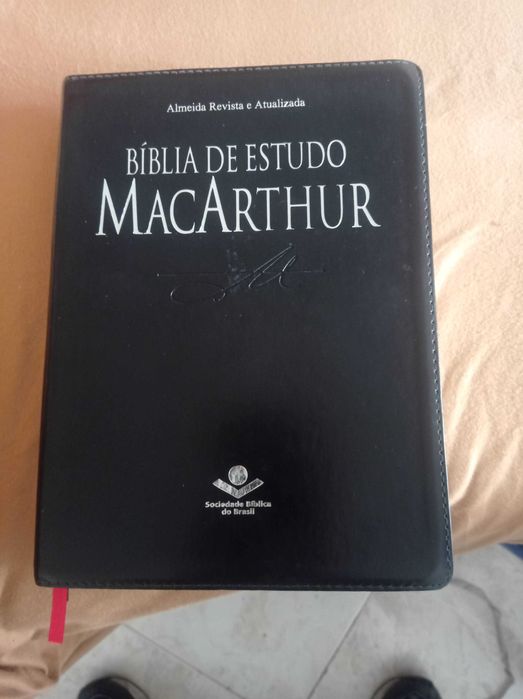 Almeida Revista e Atualizada
BÍBLIA DE ESTUDO
MACARTHUR
Sociedade Bíblica
do Brasil